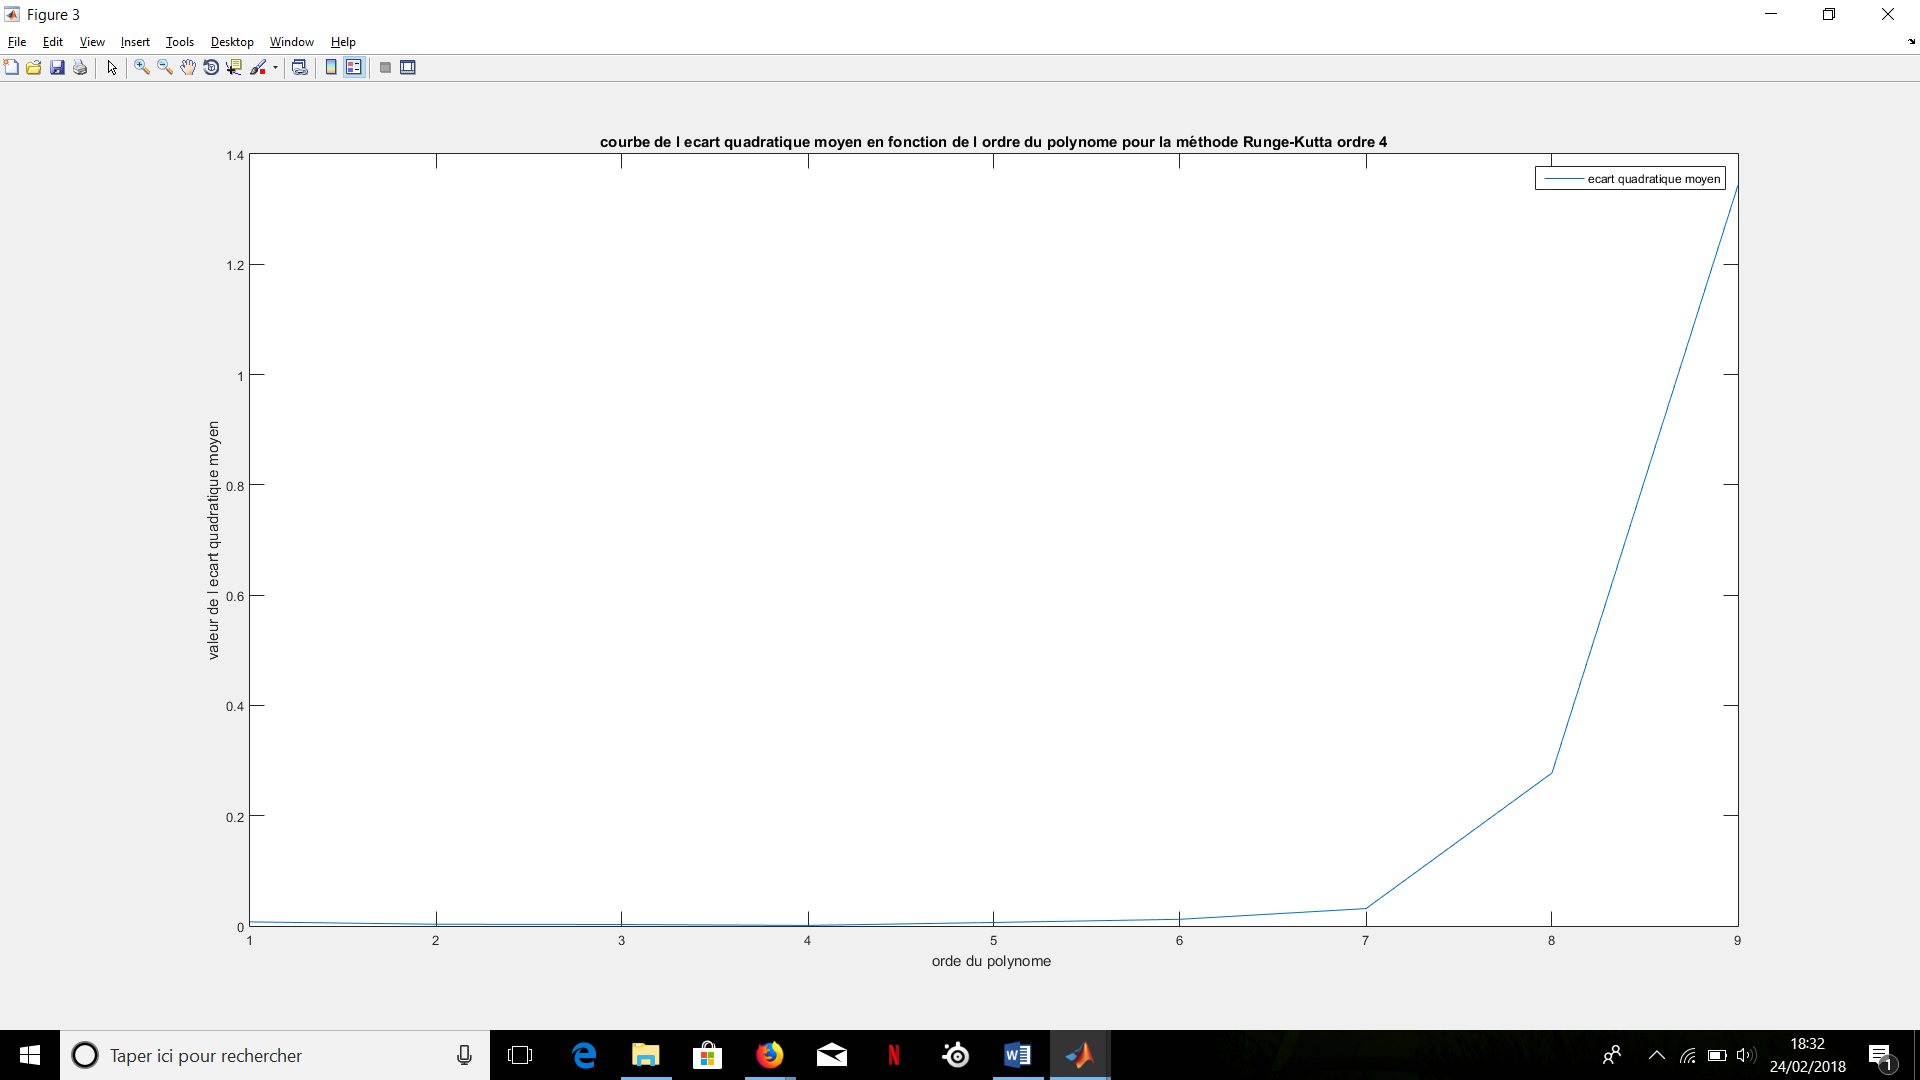 Figure 3
File Edit View Insert Tools Desktop Window Help
courbe de l ecart quadratique moyen en fonction de l ordre du polynome pour la méthode Runge-Kutta ordre 4
ecart quadratique moyen
valeur de l ecart quadratique moyen
1.4
1.2
1
0.8
0.6
0.4
0.2
0
1 2 3 4 5 6 7 8 9
orde du polynome
Taper ici pour rechercher
18:32
24/02/2018
1